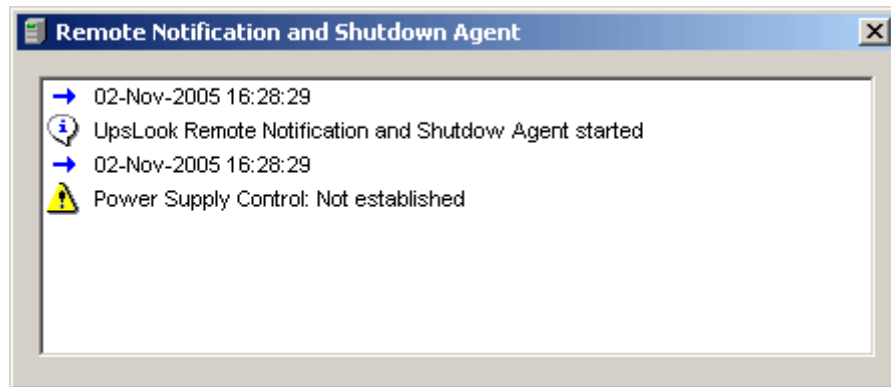 Remote Notification and Shutdown Agent
02-Nov-2005 16:28:29
UpsLook Remote Notification and Shutdow Agent started
02-Nov-2005 16:28:29
Power Supply Control: Not established